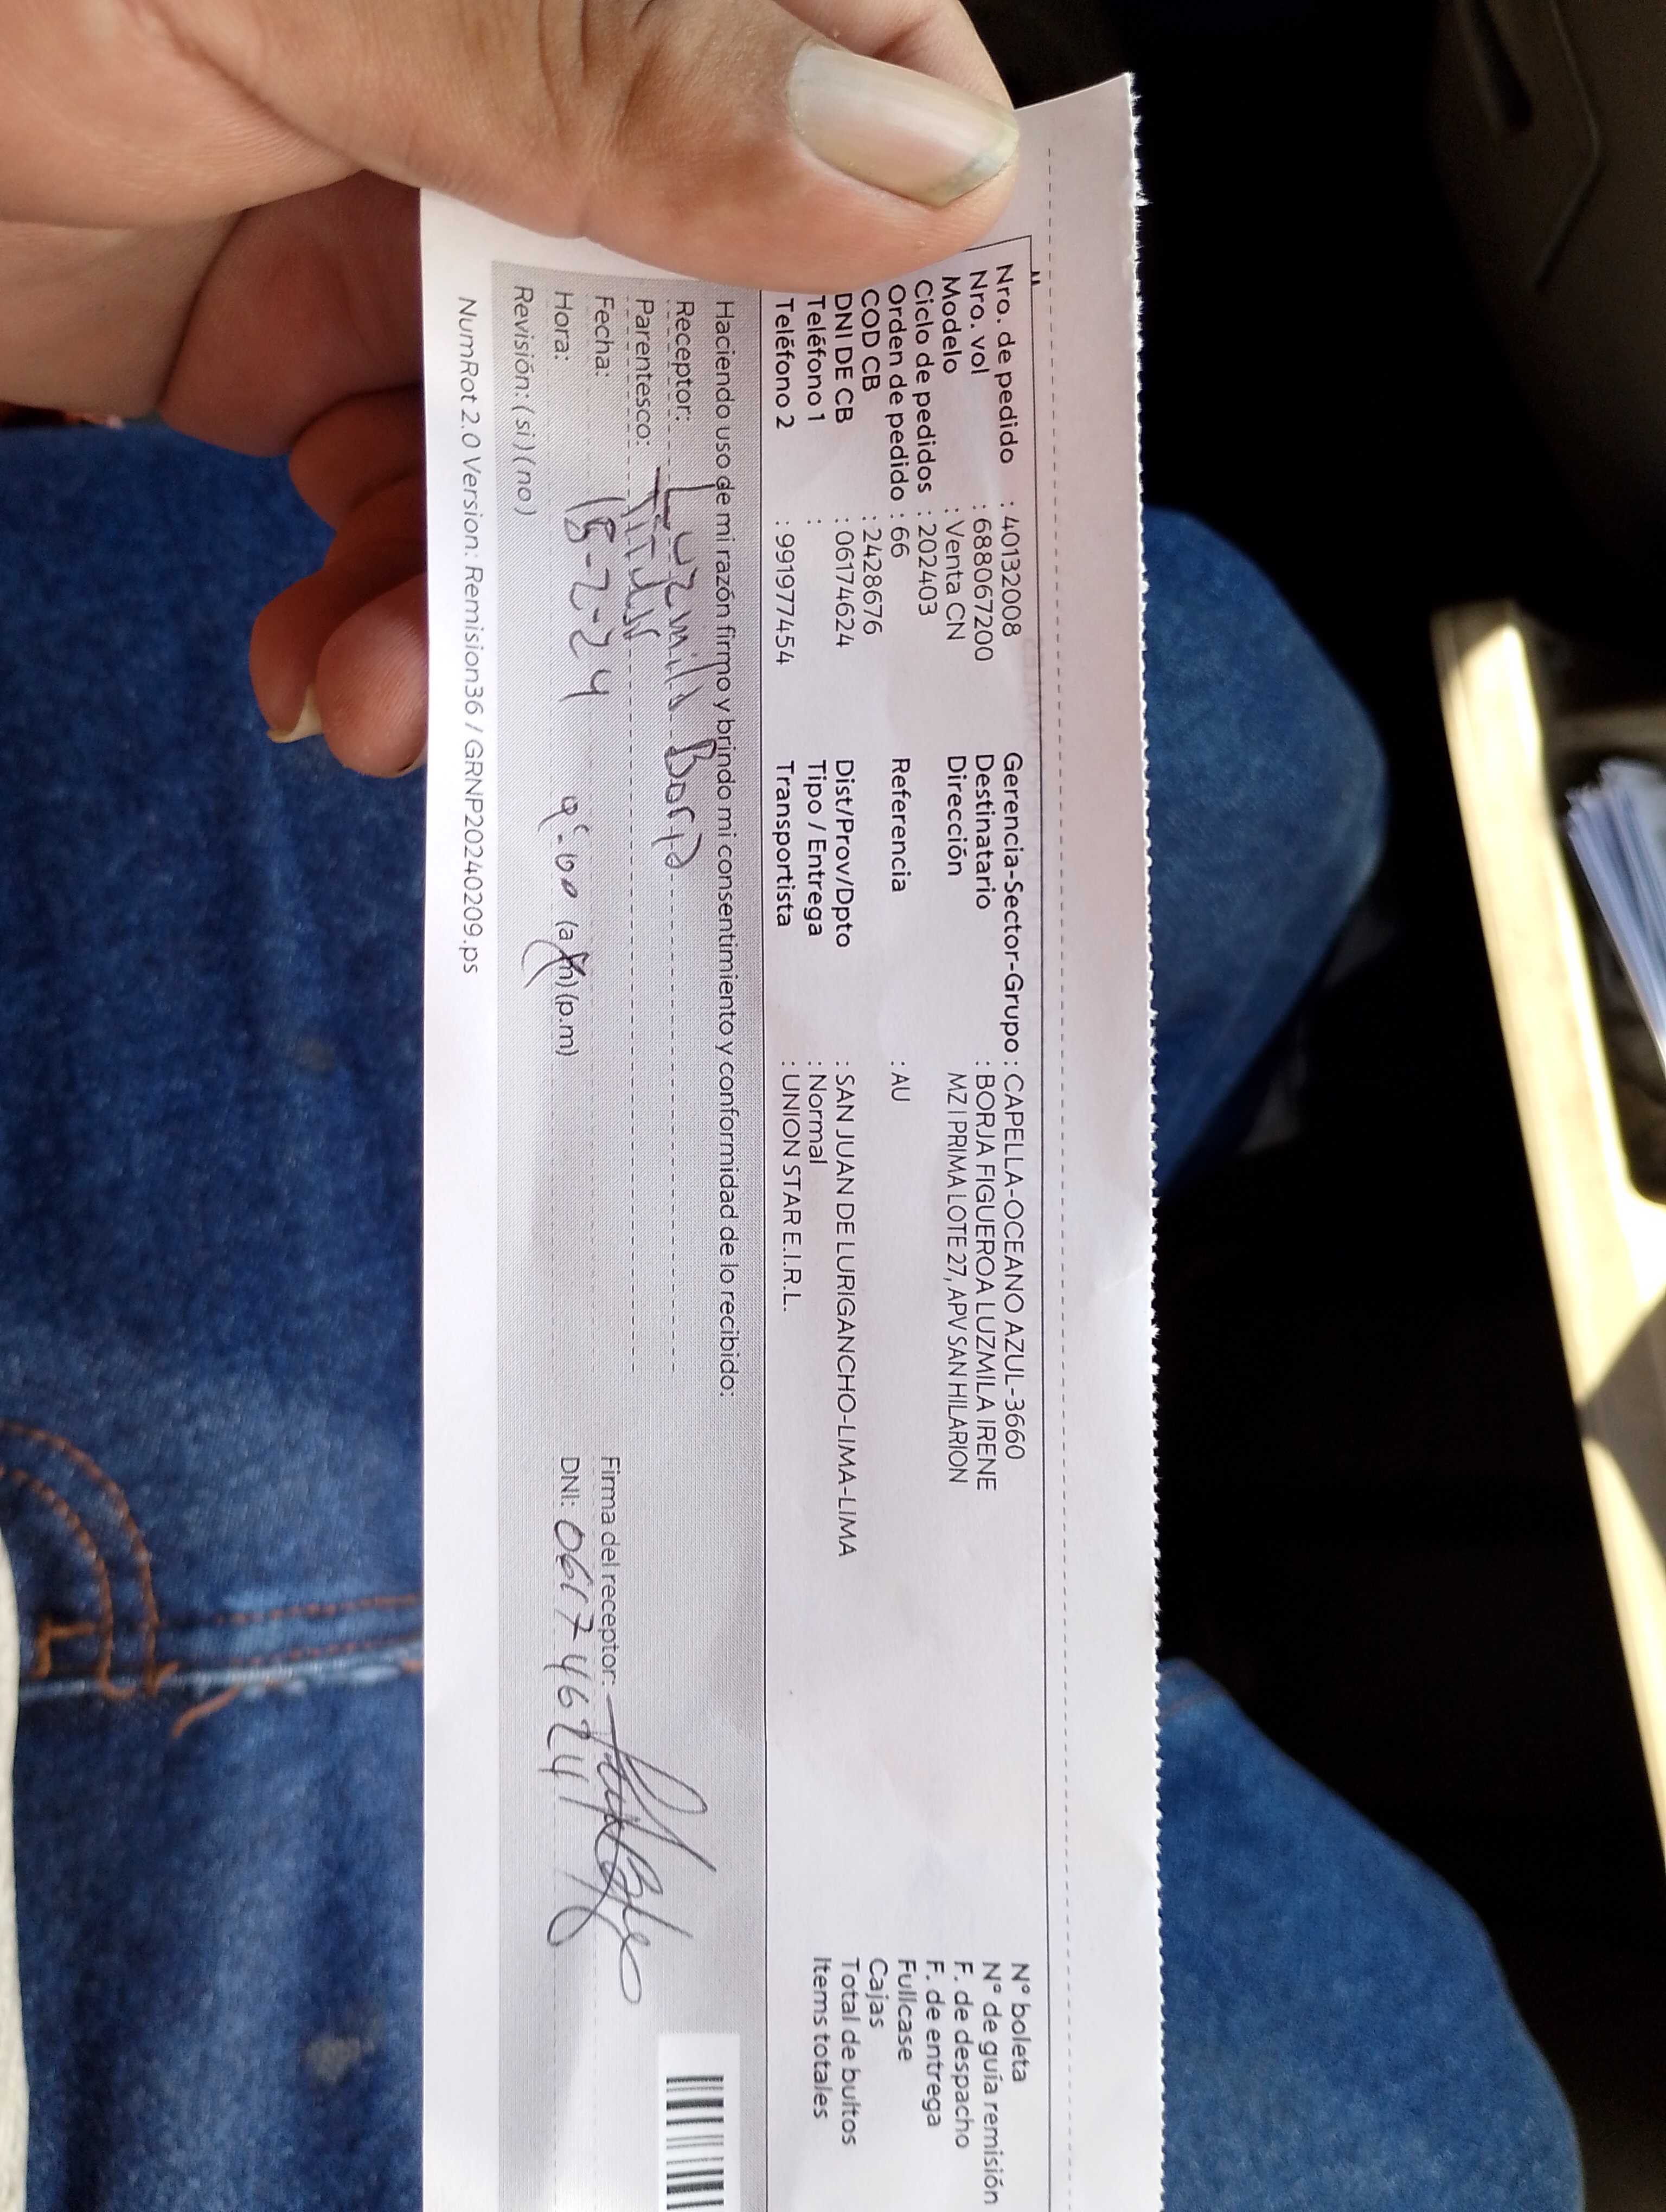 Nro. de pedido : 40132008
Nro. vol : 688067200
Modelo : Venta CN
Ciclo de pedidos : 202403
Orden de pedido : 66
COD CB : 2428676
DNI DE CB : 06174624
Teléfono 1 :
Teléfono 2 : 991977454
Gerencia-Sector-Grupo : CAPELLA-OCEANO AZUL-3660
Destinatario : BORJA FIGUEROA LUZMILA IRENE
Dirección MZ I PRIMA LOTE 27, APV SAN HILARION
Referencia : AU
Dist/Prov/Dpto : SAN JUAN DE LURIGANCHO-LIMA-LIMA
Tipo / Entrega : Normal
Transportista : UNION STAR E.I.R.L.
N° boleta
N° de guía remisión
F. de despacho
F. de entrega
Fullcase
Cajas
Total de bultos
Items totales
Haciendo uso de mi razón firmo y brindo mi consentimiento y conformidad de lo recibido:
Receptor: Luzmila Borja
Parentesco: Titular
Fecha: 15-2-24
Hora: 9:00 (am) (p.m)
Revisión: (si) (no)
Firma del receptor:
DNI: 06174624
NumRot 2.0 Version: Remision36 / GRNP20240209.ps